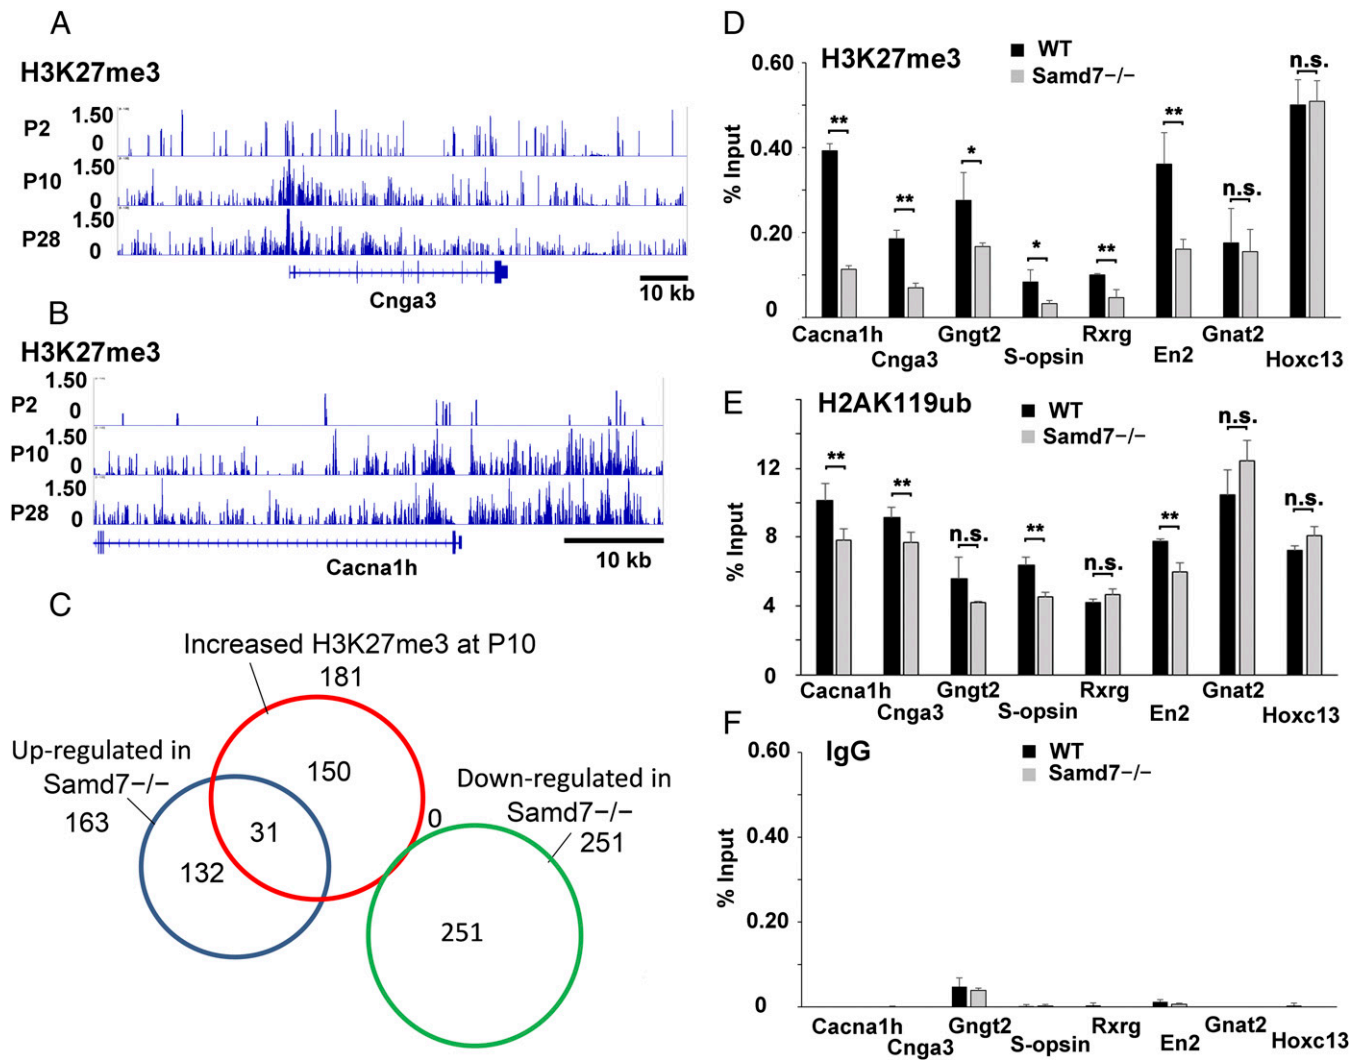 A
H3K27me3
P2
1.50
0
P10
1.50
0
P28
1.50
0
Cnga3
10 kb
B
H3K27me3
P2
1.50
0
P10
1.50
0
P28
1.50
0
Cacna1h
10 kb
C
Increased H3K27me3 at P10
181
Up-regulated in
Samd7−/−
163
150
31
132
Down-regulated in
Samd7−/−
251
0
251
D
H3K27me3
WT
Samd7−/−
% Input
0.60
0.40
0.20
0
**
**
*
*
**
**
n.s.
n.s.
Cacna1h
Cnga3
Gngt2
S-opsin
Rxrg
En2
Gnat2
Hoxc13
E
H2AK119ub
WT
Samd7−/−
% Input
12
8
4
0
**
**
n.s.
**
n.s.
**
n.s.
n.s.
Cacna1h
Cnga3
Gngt2
S-opsin
Rxrg
En2
Gnat2
Hoxc13
F
IgG
WT
Samd7−/−
% Input
0.60
0.40
0.20
0
Cacna1h
Cnga3
Gngt2
S-opsin
Rxrg
En2
Gnat2
Hoxc13